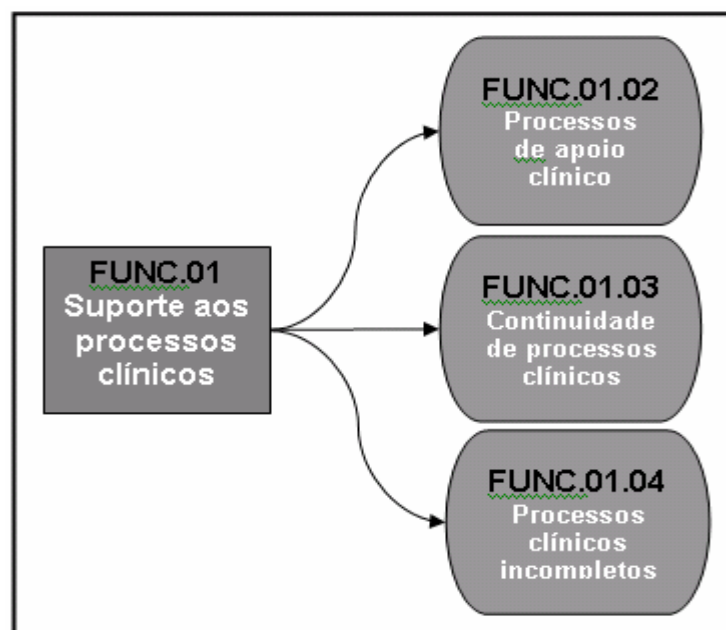 FUNC.01
Suporte aos
processos
clínicos
FUNC.01.02
Processos
de apoio
clínico
FUNC.01.03
Continuidade
de processos
clínicos
FUNC.01.04
Processos
clínicos
incompletos